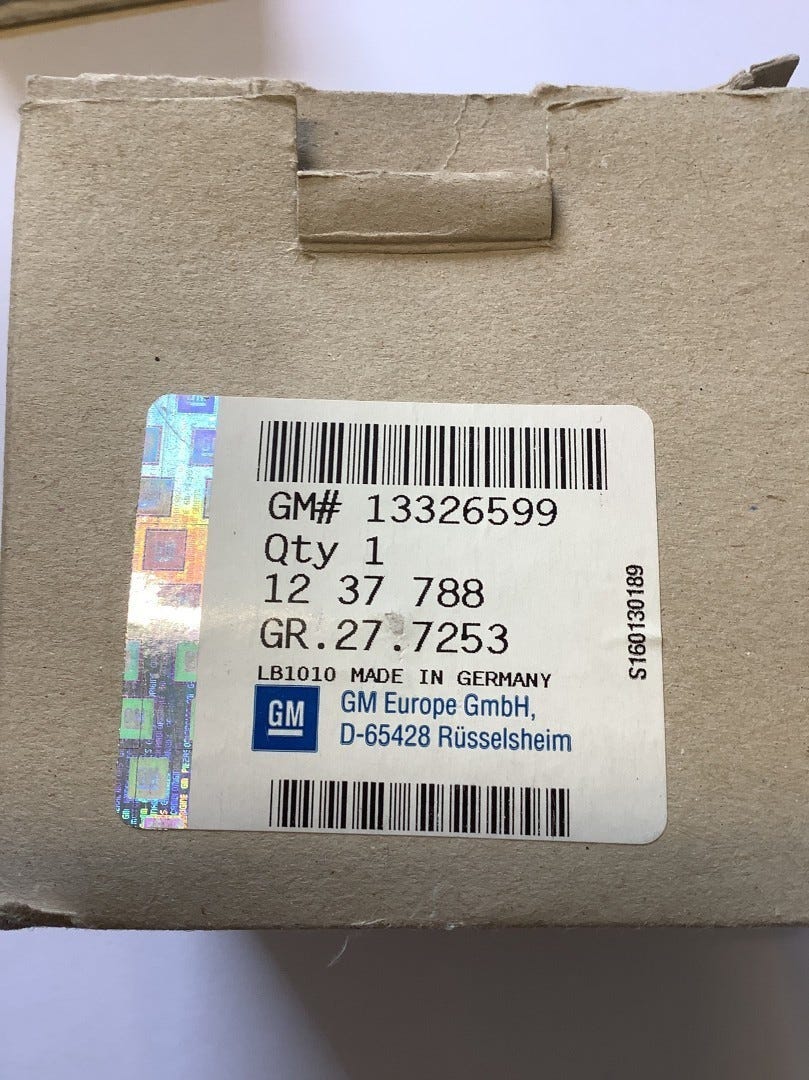 GM# 13326599
Qty 1
12 37 788
GR.27.7253
LB1010 MADE IN GERMANY
GM
GM Europe GmbH,
D-65428 Rüsselsheim
S160130189